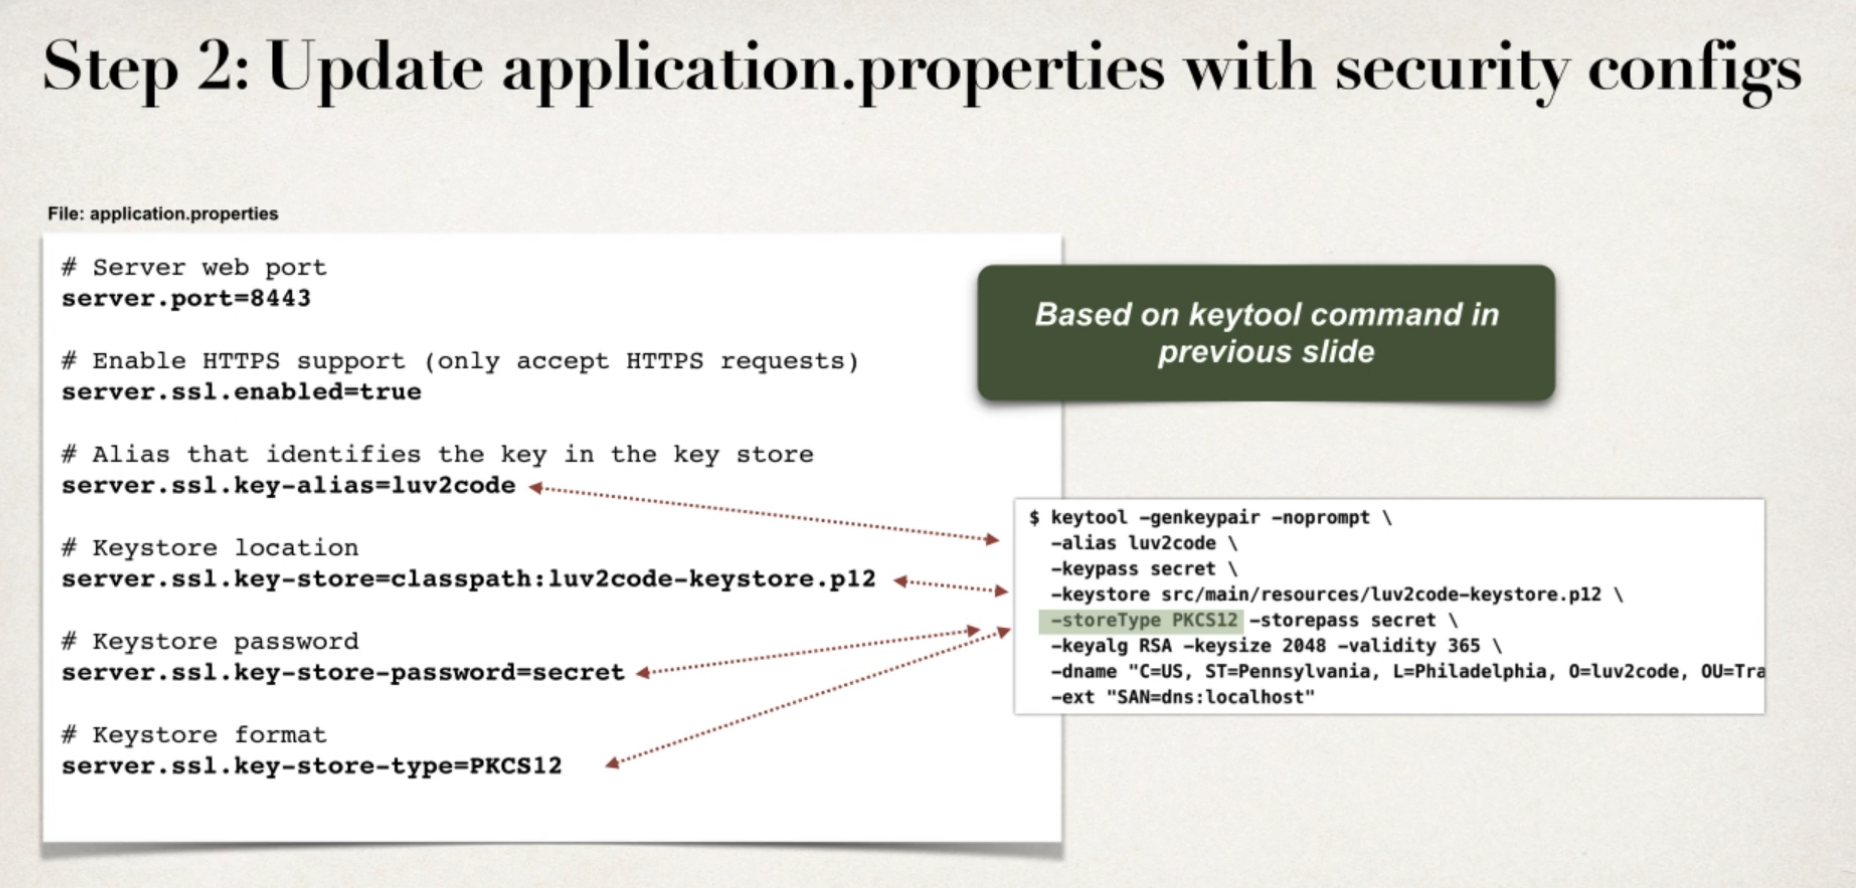 Step 2: Update application.properties with security configs
File: application.properties
# Server web port
server.port=8443
# Enable HTTPS support (only accept HTTPS requests)
server.ssl.enabled=true
# Alias that identifies the key in the key store
server.ssl.key-alias=luv2code
# Keystore location
server.ssl.key-store=classpath:luv2code-keystore.p12
# Keystore password
server.ssl.key-store-password=secret
# Keystore format
server.ssl.key-store-type=PKCS12
Based on keytool command in
previous slide
$ keytool -genkeypair -noprompt \
-alias luv2code \
-keypass secret \
-keystore src/main/resources/luv2code-keystore.p12 \
-storeType PKCS12 -storepass secret \
-keyalg RSA -keysize 2048 -validity 365 \
-dname "C=US, ST=Pennsylvania, L=Philadelphia, O=luv2code, OU=Tra
-ext "SAN=dns:localhost"